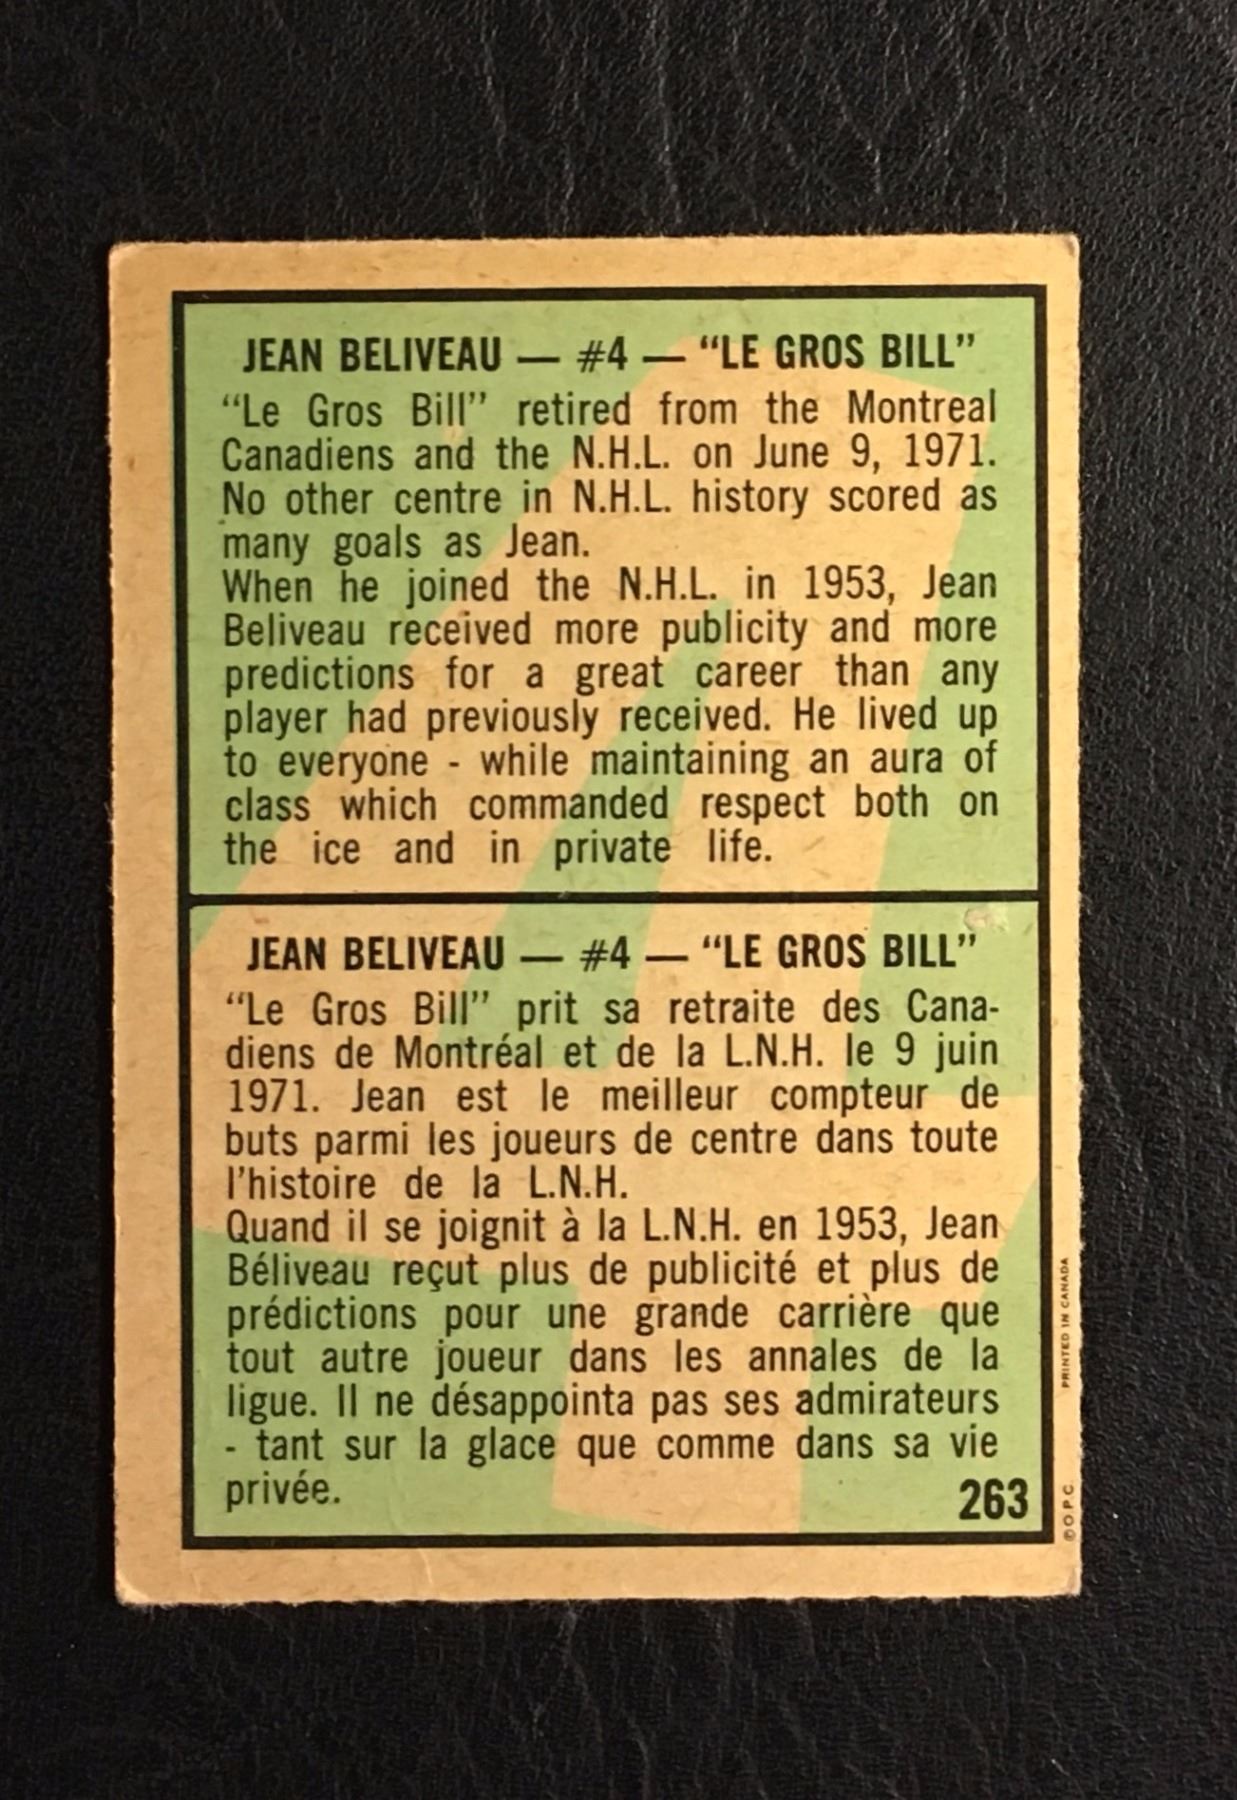 JEAN BELIVEAU — #4 — “LE GROS BILL”
“Le Gros Bill” retired from the Montreal
Canadiens and the N.H.L. on June 9, 1971.
No other centre in N.H.L. history scored as
many goals as Jean.
When he joined the N.H.L. in 1953, Jean
Beliveau received more publicity and more
predictions for a great career than any
player had previously received. He lived up
to everyone - while maintaining an aura of
class which commanded respect both on
the ice and in private life.
JEAN BELIVEAU — #4 — “LE GROS BILL”
“Le Gros Bill” prit sa retraite des Cana-
diens de Montréal et de la L.N.H. le 9 juin
1971. Jean est le meilleur compteur de
buts parmi les joueurs de centre dans toute
l’histoire de la L.N.H.
Quand il se joignit à la L.N.H. en 1953, Jean
Béliveau reçut plus de publicité et plus de
prédictions pour une grande carrière que
tout autre joueur dans les annales de la
ligue. Il ne désappointa pas ses admirateurs
- tant sur la glace que comme dans sa vie
privée.
263
©O.P.C.
PRINTED IN CANADA